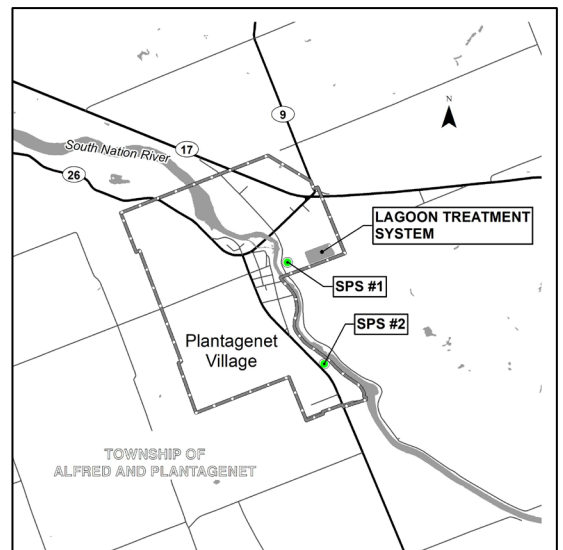 9
N
South Nation River
17
26
LAGOON TREATMENT
SYSTEM
SPS #1
SPS #2
Plantagenet
Village
TOWNSHIP OF
ALFRED AND PLANTAGENET